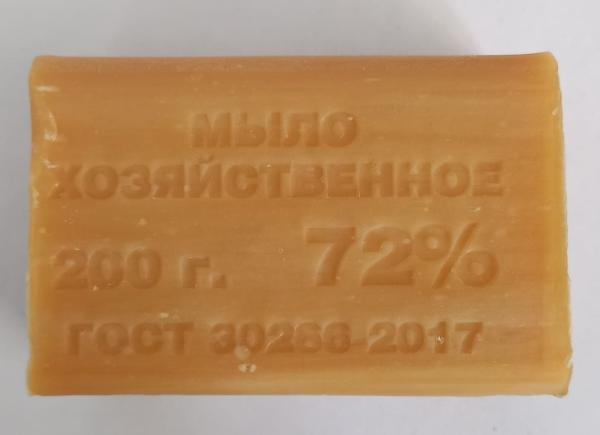 МЫЛО
ХОЗЯЙСТВЕННОЕ
200 г. 72%
ГОСТ 30266-2017